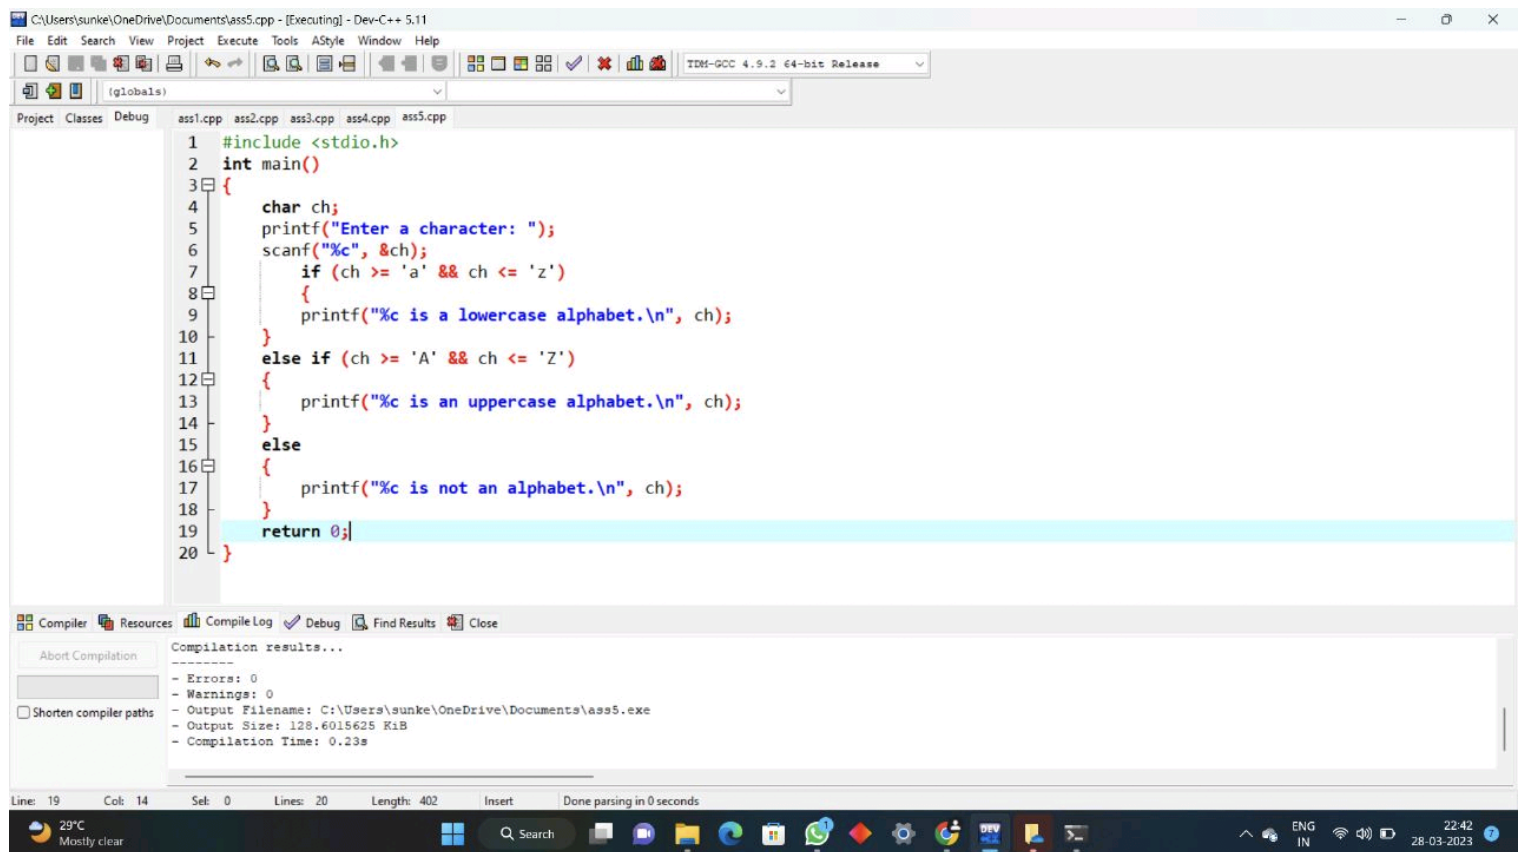 C:\Users\sunke\OneDrive\Documents\ass5.cpp - [Executing] - Dev-C++ 5.11
File Edit Search View Project Execute Tools AStyle Window Help
TDM-GCC 4.9.2 64-bit Release
(globals)
Project Classes Debug ass1.cpp ass2.cpp ass3.cpp ass4.cpp ass5.cpp
1 #include <stdio.h>
2 int main()
3 {
4 char ch;
5 printf("Enter a character: ");
6 scanf("%c", &ch);
7 if (ch >= 'a' && ch <= 'z')
8 {
9 printf("%c is a lowercase alphabet.\n", ch);
10 }
11 else if (ch >= 'A' && ch <= 'Z')
12 {
13 printf("%c is an uppercase alphabet.\n", ch);
14 }
15 else
16 {
17 printf("%c is not an alphabet.\n", ch);
18 }
19 return 0;
20 }
Compiler Resources Compile Log Debug Find Results Close
Abort Compilation
Shorten compiler paths
Compilation results...
--------
- Errors: 0
- Warnings: 0
- Output Filename: C:\Users\sunke\OneDrive\Documents\ass5.exe
- Output Size: 128.6015625 KiB
- Compilation Time: 0.23s
Line: 19 Col: 14 Sel: 0 Lines: 20 Length: 402 Insert Done parsing in 0 seconds
29°C
Mostly clear
Search
1
DEV
ENG
IN
22:42
28-03-2023
7